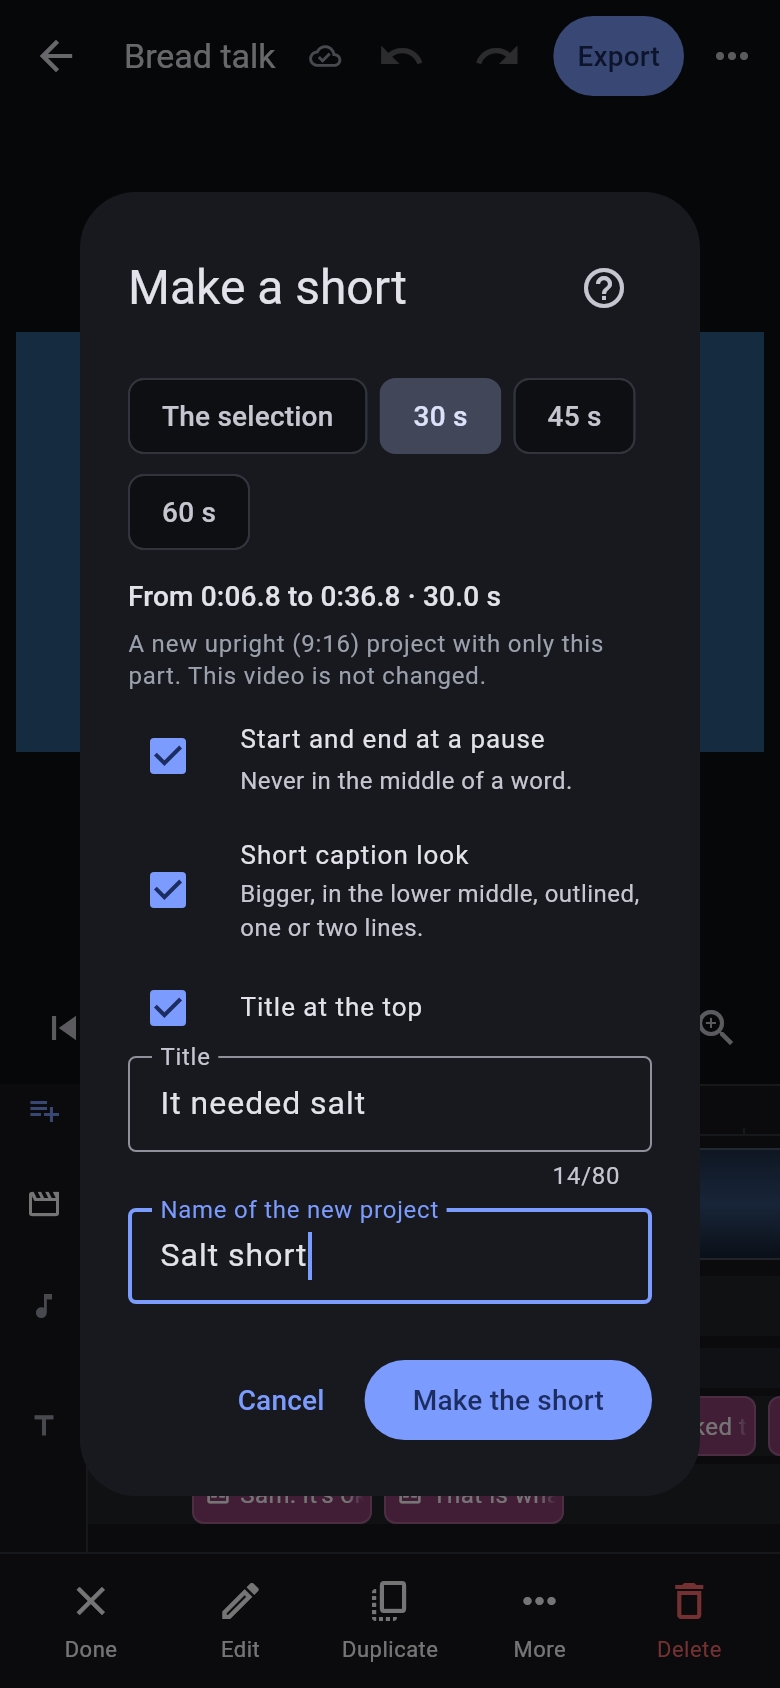 Bread talk
Export
Make a short
The selection
30 s
45 s
60 s
From 0:06.8 to 0:36.8 · 30.0 s
A new upright (9:16) project with only this
part. This video is not changed.
Start and end at a pause
Never in the middle of a word.
Short caption look
Bigger, in the lower middle, outlined,
one or two lines.
Title at the top
Title
It needed salt
14/80
Name of the new project
Salt short
Cancel
Make the short
Sam: It's
That is
Done
Edit
Duplicate
More
Delete